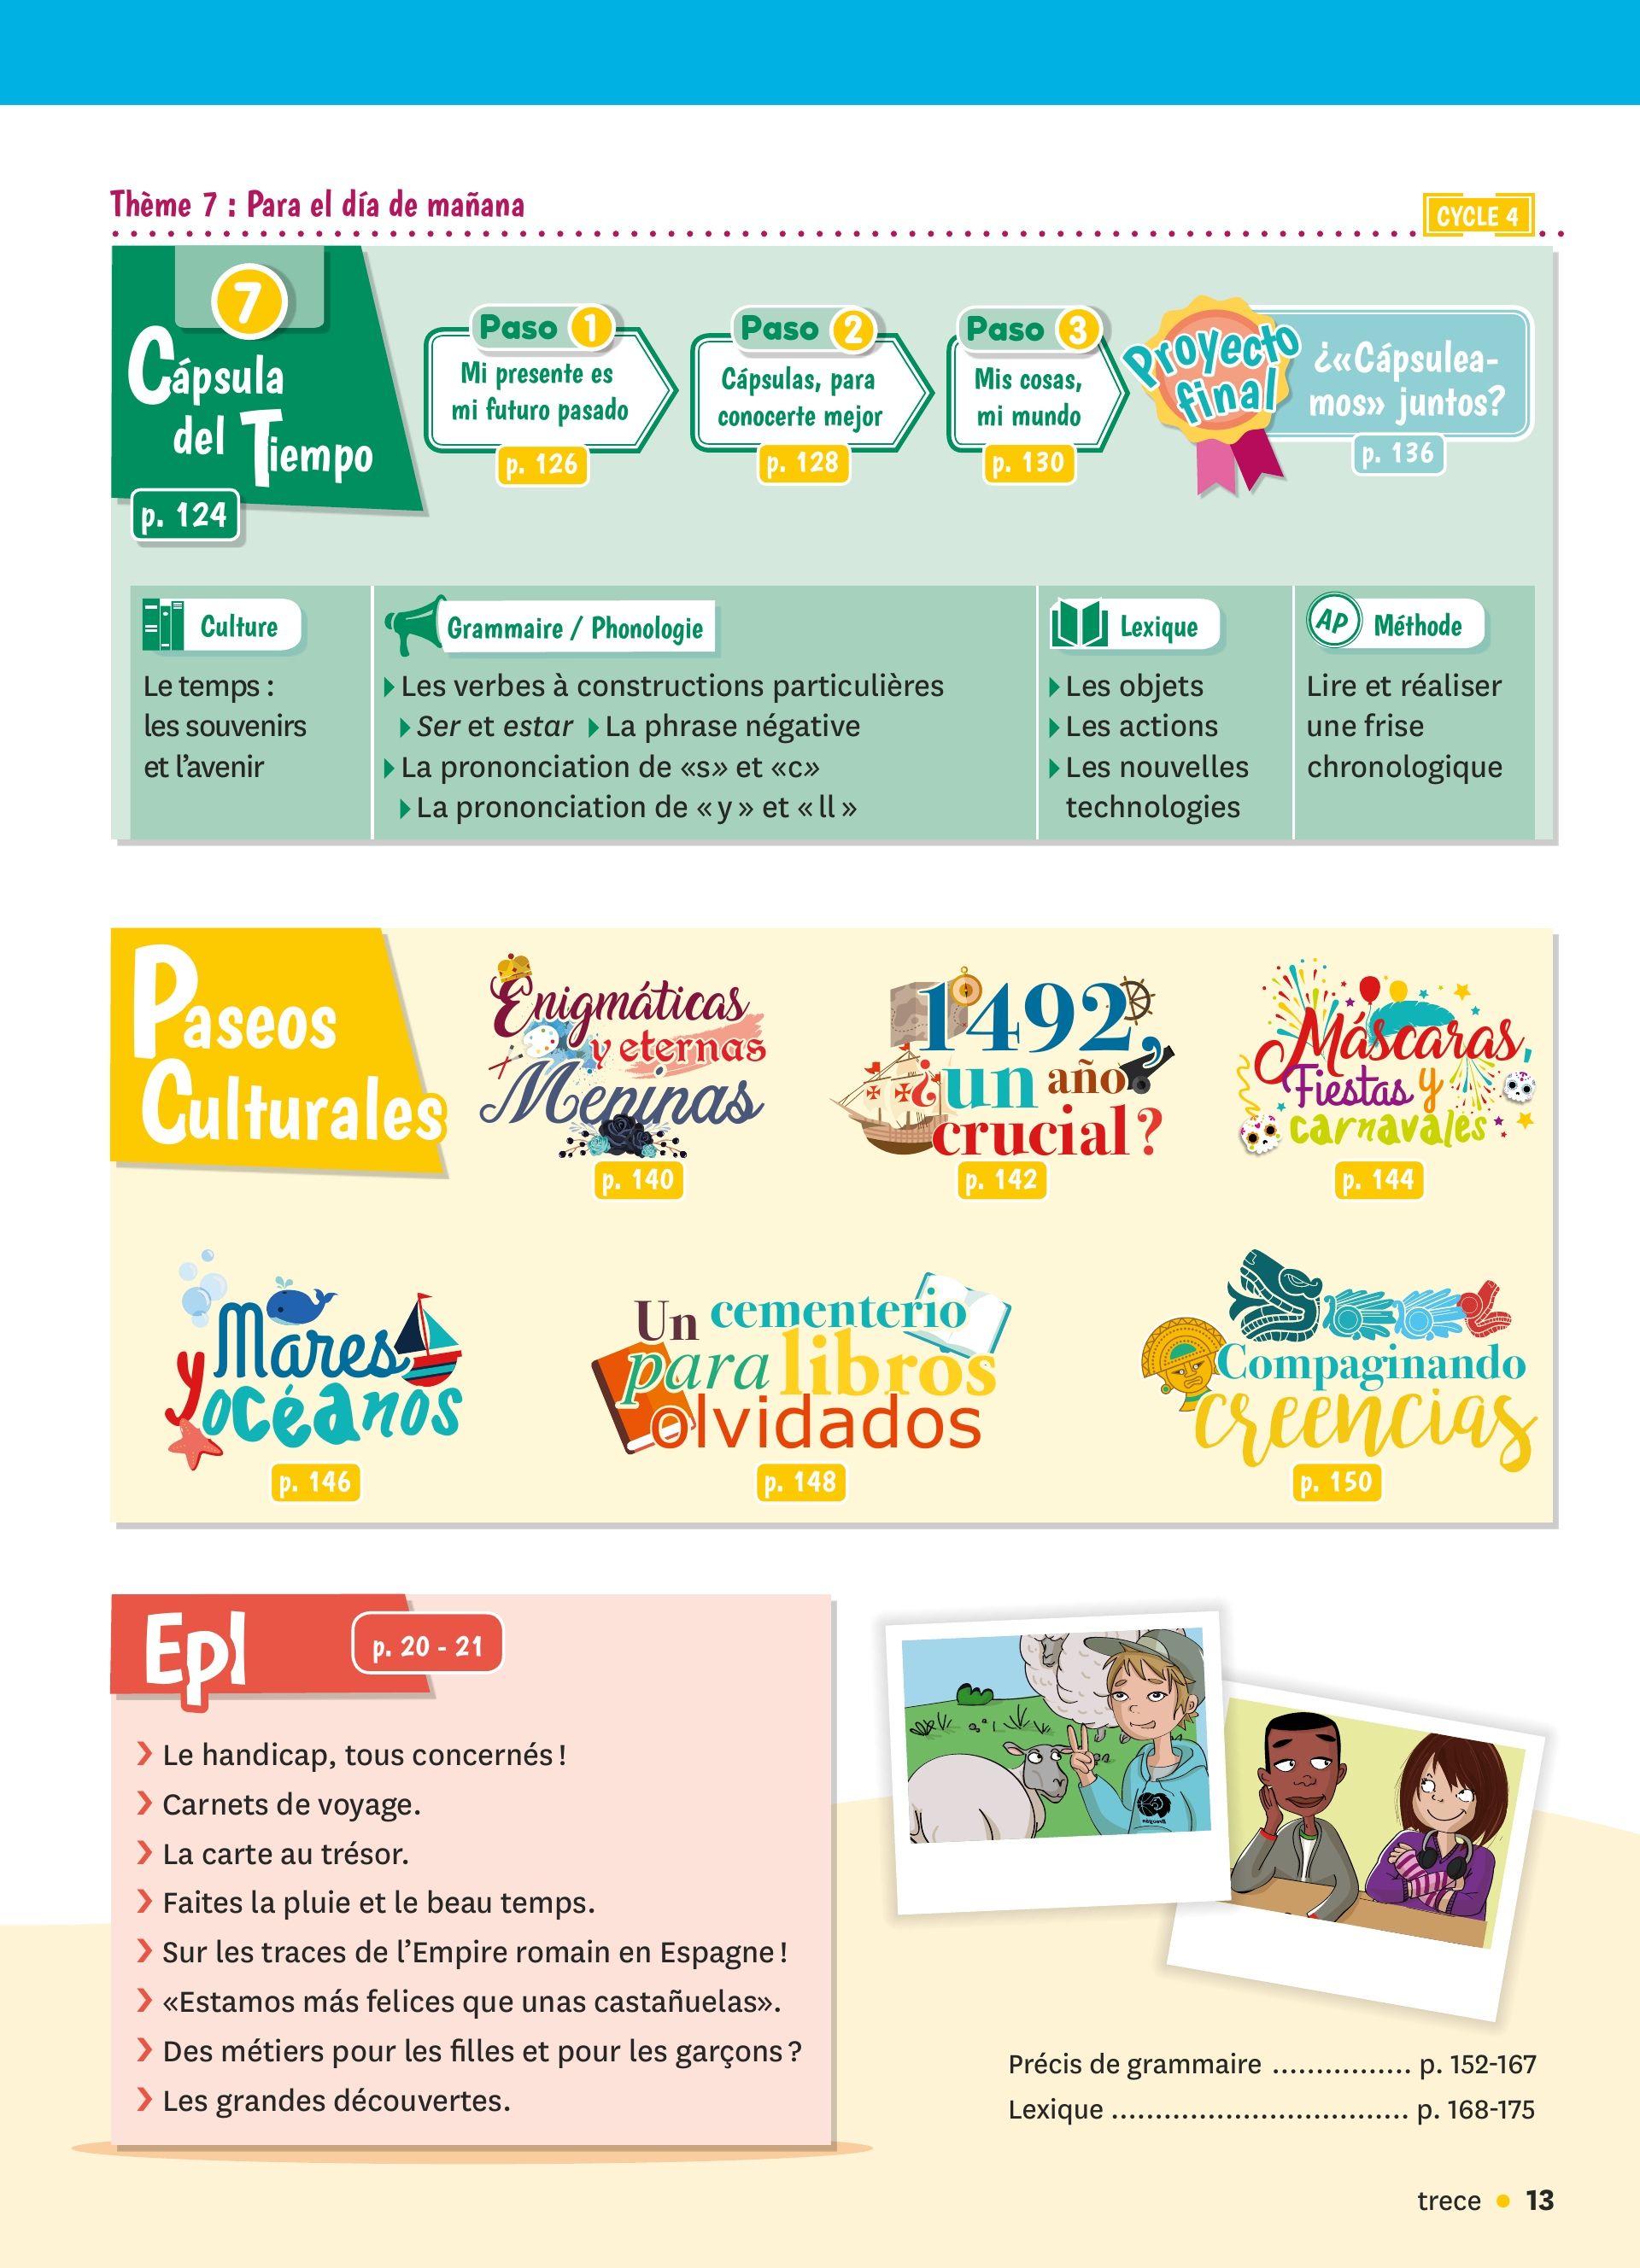 Thème 7 : Para el día de mañana
CYCLE 4
7
Cápsula
del Tiempo
p. 124
Paso 1
Mi presente es
mi futuro pasado
p. 126
Paso 2
Cápsulas, para
conocerte mejor
p. 128
Paso 3
Mis cosas,
mi mundo
p. 130
Proyecto
final
¿«Cápsulea-
mos» juntos?
p. 136
Culture
Le temps :
les souvenirs
et l'avenir
Grammaire / Phonologie
Les verbes à constructions particulières
Ser et estar La phrase négative
La prononciation de «s» et «c»
La prononciation de « y » et « ll »
Lexique
Les objets
Les actions
Les nouvelles
technologies
AP Méthode
Lire et réaliser
une frise
chronologique
Paseos
Culturales
Enigmáticas
y eternas
Meninas
p. 140
1492,
¿un año
crucial?
p. 142
Máscaras,
Fiestas y
carnavales
p. 144
Mares
y océanos
p. 146
Un cementerio
para libros
olvidados
p. 148
Compaginando
creencias
p. 150
EpI
p. 20 - 21
Le handicap, tous concernés !
Carnets de voyage.
La carte au trésor.
Faites la pluie et le beau temps.
Sur les traces de l'Empire romain en Espagne !
«Estamos más felices que unas castañuelas».
Des métiers pour les filles et pour les garçons ?
Les grandes découvertes.
Précis de grammaire ................ p. 152-167
Lexique .................................. p. 168-175
trece • 13